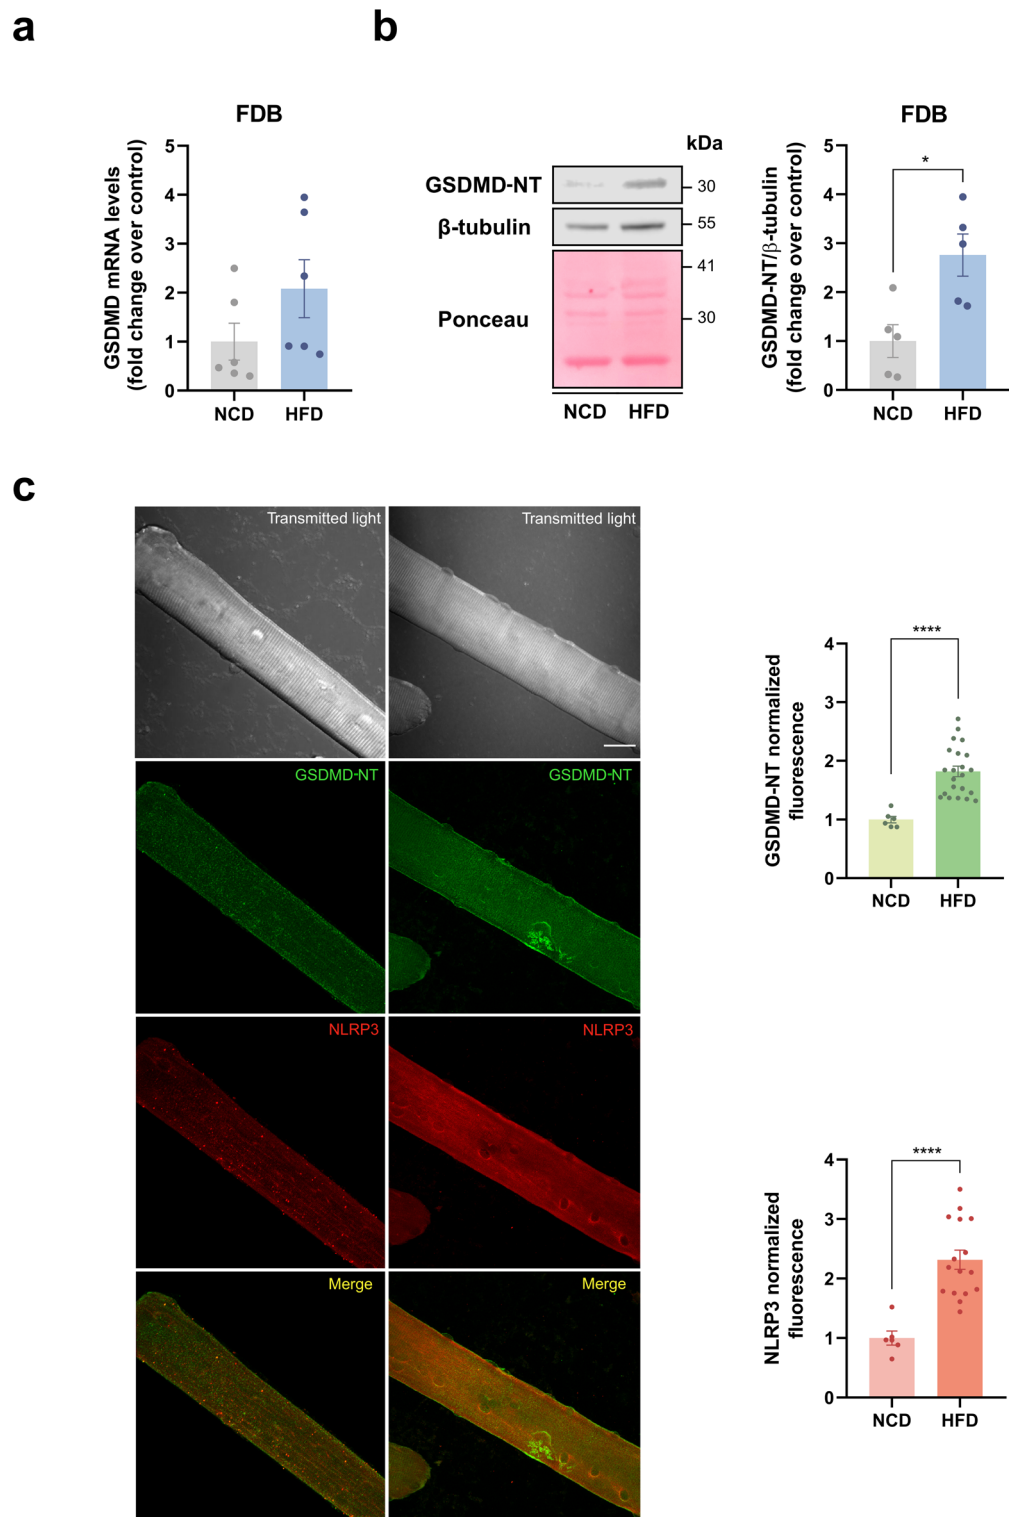 a
b
FDB
GSDMD mRNA levels
(fold change over control)
5
4
3
2
1
0
NCD HFD
kDa
GSDMD-NT
30
β-tubulin
55
Ponceau
41
30
NCD HFD
FDB
GSDMD-NT/β-tubulin
(fold change over control)
5
4
3
2
1
0
*
NCD HFD
c
Transmitted light
Transmitted light
GSDMD-NT
GSDMD-NT
NLRP3
NLRP3
Merge
Merge
GSDMD-NT normalized
fluorescence
4
3
2
1
0
****
NCD HFD
NLRP3 normalized
fluorescence
4
3
2
1
0
****
NCD HFD